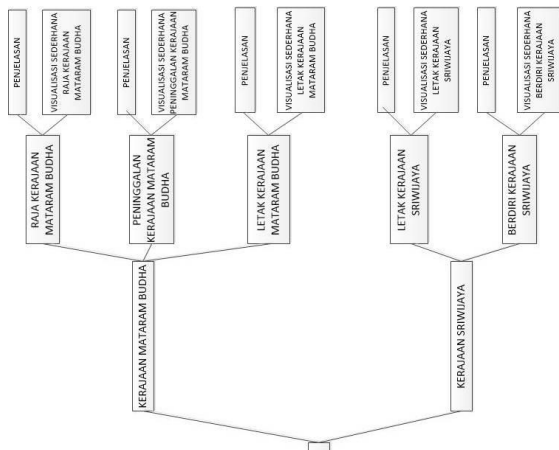 PENJELASAN
VISUALISASI SEDERHANA
RAJA KERAJAAN
MATARAM BUDHA
PENJELASAN
VISUALISASI SEDERHANA
PENINGGALAN KERAJAAN
MATARAM BUDHA
PENJELASAN
VISUALISASI SEDERHANA
LETAK KERAJAAN
MATARAM BUDHA
PENJELASAN
VISUALISASI SEDERHANA
LETAK KERAJAAN
SRIWIJAYA
PENJELASAN
VISUALISASI SEDERHANA
BERDIRI KERAJAAN
SRIWIJAYA
RAJA KERAJAAN
MATARAM BUDHA
PENINGGALAN
KERAJAAN MATARAM
BUDHA
LETAK KERAJAAN
MATARAM BUDHA
LETAK KERAJAAN
SRIWIJAYA
BERDIRI KERAJAAN
SRIWIJAYA
KERAJAAN MATARAM BUDHA
KERAJAAN SRIWIJAYA